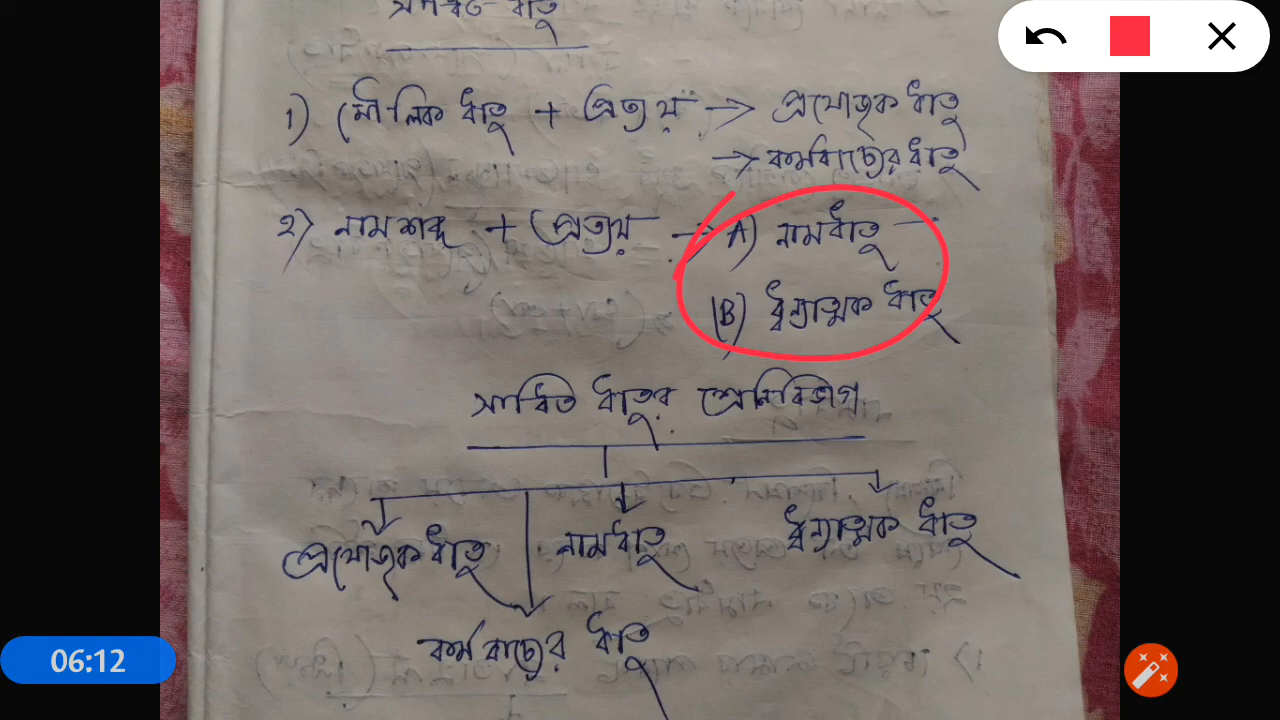 সাধিত ধাতু
১) মৌলিক ধাতু + প্রত্যয় → প্রযোজক ধাতু
→ কর্মবাচ্যের ধাতু
২) নামশব্দ + প্রত্যয় → A) নামধাতু
(B) ধ্বন্যাত্মক ধাতু
সাধিত ধাতুর শ্রেণিবিভাগ
প্রযোজক ধাতু নামধাতু ধ্বন্যাত্মক ধাতু
কর্মবাচ্যের ধাতু
06:12